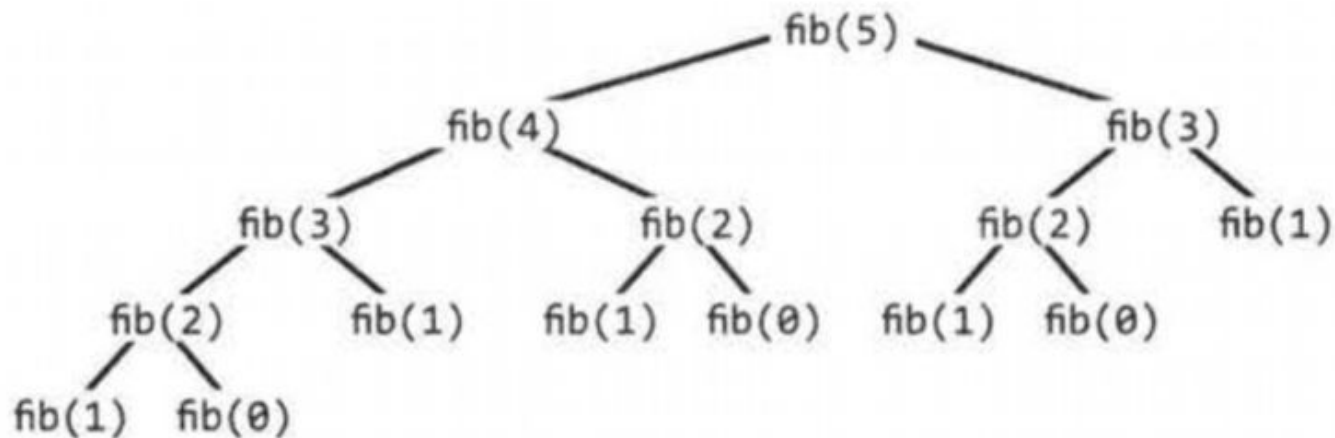 fib(5)
fib(4) fib(3)
fib(3) fib(2) fib(2) fib(1)
fib(2) fib(1) fib(1) fib(0) fib(1) fib(0)
fib(1) fib(0)